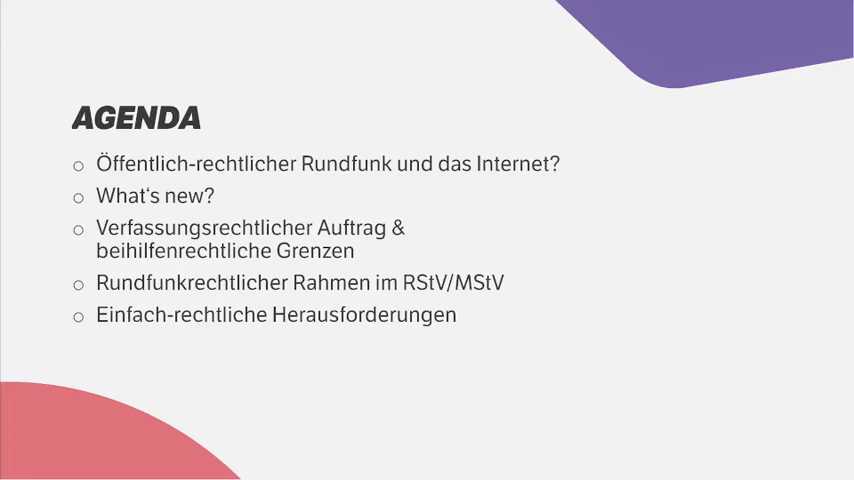 AGENDA
Öffentlich-rechtlicher Rundfunk und das Internet?
What‘s new?
Verfassungsrechtlicher Auftrag &
beihilfenrechtliche Grenzen
Rundfunkrechtlicher Rahmen im RStV/MStV
Einfach-rechtliche Herausforderungen